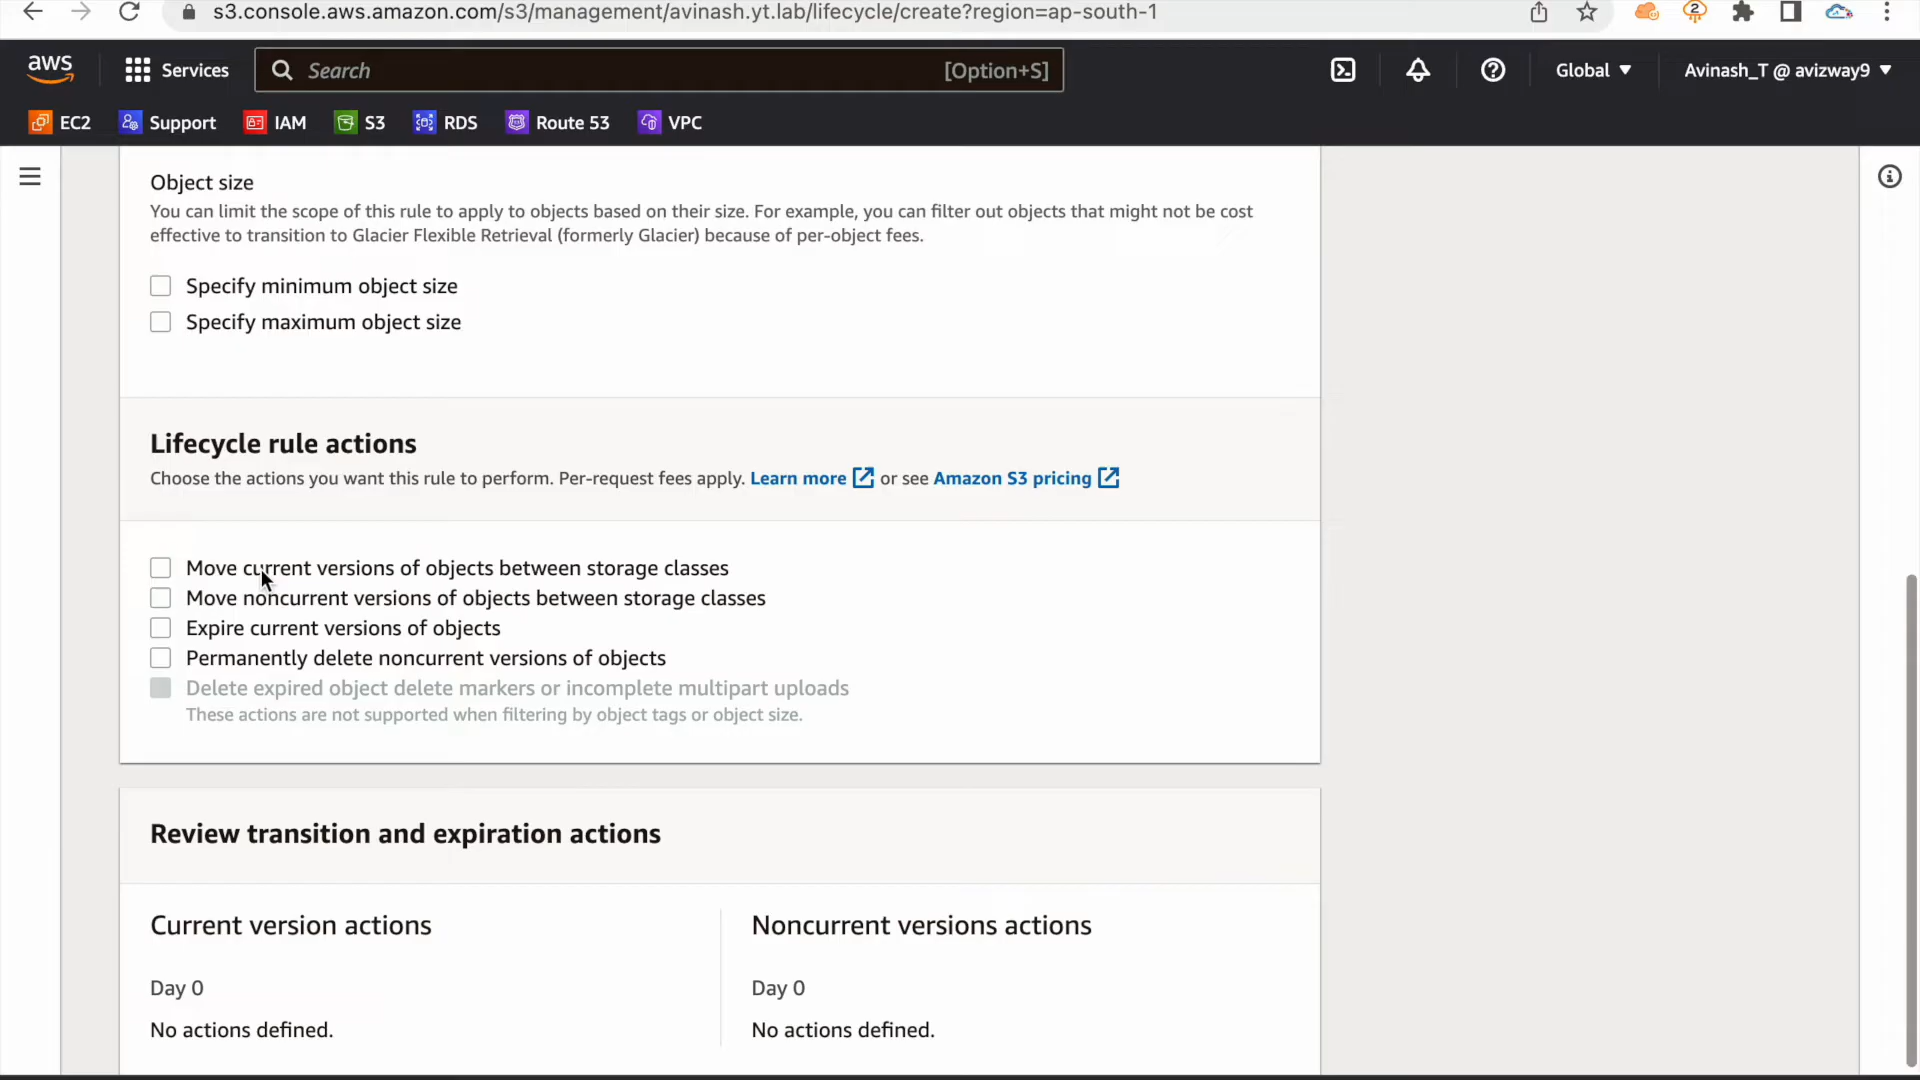 s3.console.aws.amazon.com/s3/management/avinash.yt.lab/lifecycle/create?region=ap-south-1
2
aws
Services
Search
[Option+S]
Global
Avinash_T @ avizway9
EC2
Support
IAM
S3
RDS
Route 53
VPC
Object size
You can limit the scope of this rule to apply to objects based on their size. For example, you can filter out objects that might not be cost
effective to transition to Glacier Flexible Retrieval (formerly Glacier) because of per-object fees.
Specify minimum object size
Specify maximum object size
Lifecycle rule actions
Choose the actions you want this rule to perform. Per-request fees apply. Learn more or see Amazon S3 pricing
Move current versions of objects between storage classes
Move noncurrent versions of objects between storage classes
Expire current versions of objects
Permanently delete noncurrent versions of objects
Delete expired object delete markers or incomplete multipart uploads
These actions are not supported when filtering by object tags or object size.
Review transition and expiration actions
Current version actions
Noncurrent versions actions
Day 0
Day 0
No actions defined.
No actions defined.